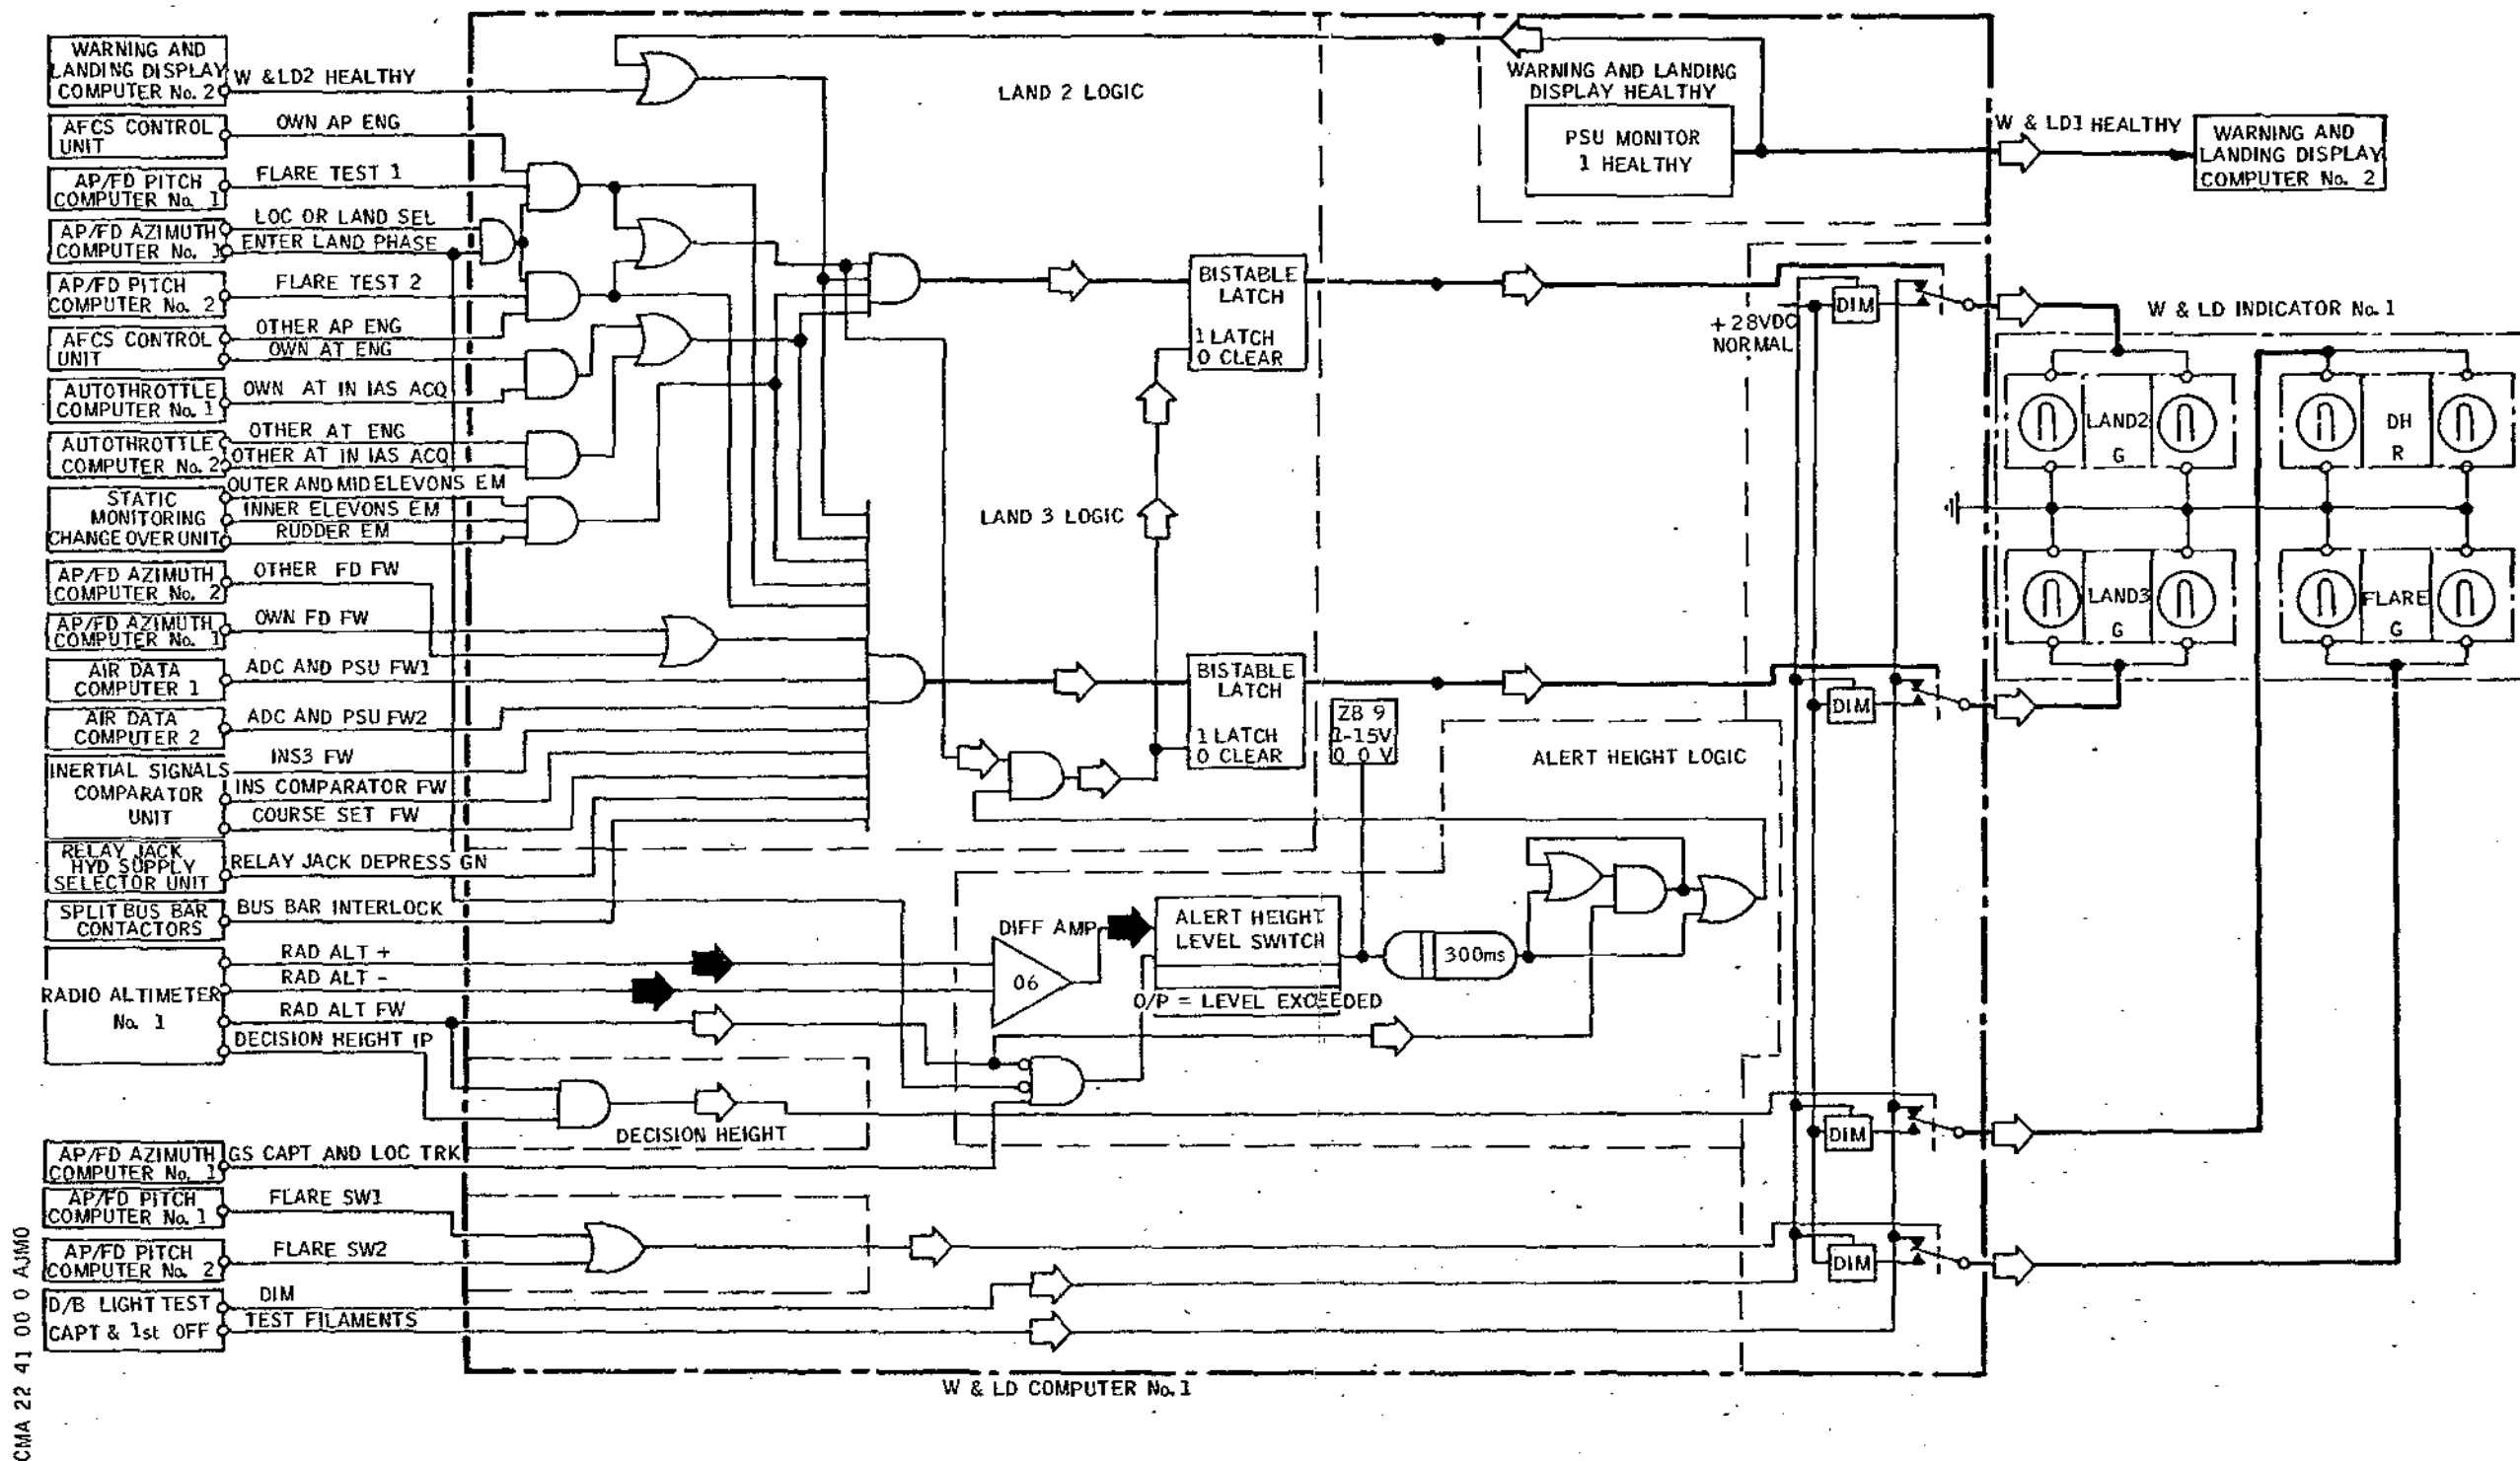 WARNING AND
LANDING DISPLAY
COMPUTER No. 2
W & LD2 HEALTHY
AFCS CONTROL
UNIT
OWN AP ENG
AP/FD PITCH
COMPUTER No. 1
FLARE TEST 1
AP/FD AZIMUTH
COMPUTER No. 1
LOC OR LAND SEL
ENTER LAND PHASE
AP/FD PITCH
COMPUTER No. 2
FLARE TEST 2
AFCS CONTROL
UNIT
OTHER AP ENG
OWN AT ENG
AUTOTHROTTLE
COMPUTER No. 1
OWN AT IN IAS ACQ
AUTOTHROTTLE
COMPUTER No. 2
OTHER AT ENG
OTHER AT IN IAS ACQ
STATIC
MONITORING
CHANGE OVER UNIT
OUTER AND MID ELEVONS EM
INNER ELEVONS EM
RUDDER EM
AP/FD AZIMUTH
COMPUTER No. 2
OTHER FD FW
AP/FD AZIMUTH
COMPUTER No. 1
OWN FD FW
AIR DATA
COMPUTER 1
ADC AND PSU FW1
AIR DATA
COMPUTER 2
ADC AND PSU FW2
INERTIAL SIGNALS
COMPARATOR
UNIT
INS3 FW
INS COMPARATOR FW
COURSE SET FW
RELAY JACK
HYD SUPPLY
SELECTOR UNIT
RELAY JACK DEPRESS GN
SPLIT BUS BAR
CONTACTORS
BUS BAR INTERLOCK
RADIO ALTIMETER
No. 1
RAD ALT +
RAD ALT -
RAD ALT FW
DECISION HEIGHT IP
AP/FD AZIMUTH
COMPUTER No. 1
GS CAPT AND LOC TRK
AP/FD PITCH
COMPUTER No. 1
FLARE SW1
AP/FD PITCH
COMPUTER No. 2
FLARE SW2
D/B LIGHT TEST
CAPT & 1st OFF
DIM
TEST FILAMENTS
LAND 2 LOGIC
WARNING AND LANDING
DISPLAY HEALTHY
PSU MONITOR
1 HEALTHY
W & LD1 HEALTHY
WARNING AND
LANDING DISPLAY
COMPUTER No. 2
BISTABLE
LATCH
1 LATCH
0 CLEAR
+28VDC
NORMAL
DIM
W & LD INDICATOR No.1
LAND2
G
DH
R
LAND 3 LOGIC
LAND3
G
FLARE
G
BISTABLE
LATCH
1 LATCH
0 CLEAR
ZB 9
1-15V
0 0 V
DIM
ALERT HEIGHT LOGIC
DIFF AMP
06
ALERT HEIGHT
LEVEL SWITCH
300ms
O/P = LEVEL EXCEEDED
DECISION HEIGHT
DIM
DIM
W & LD COMPUTER No.1
CMA 22 41 00 0 AJM0